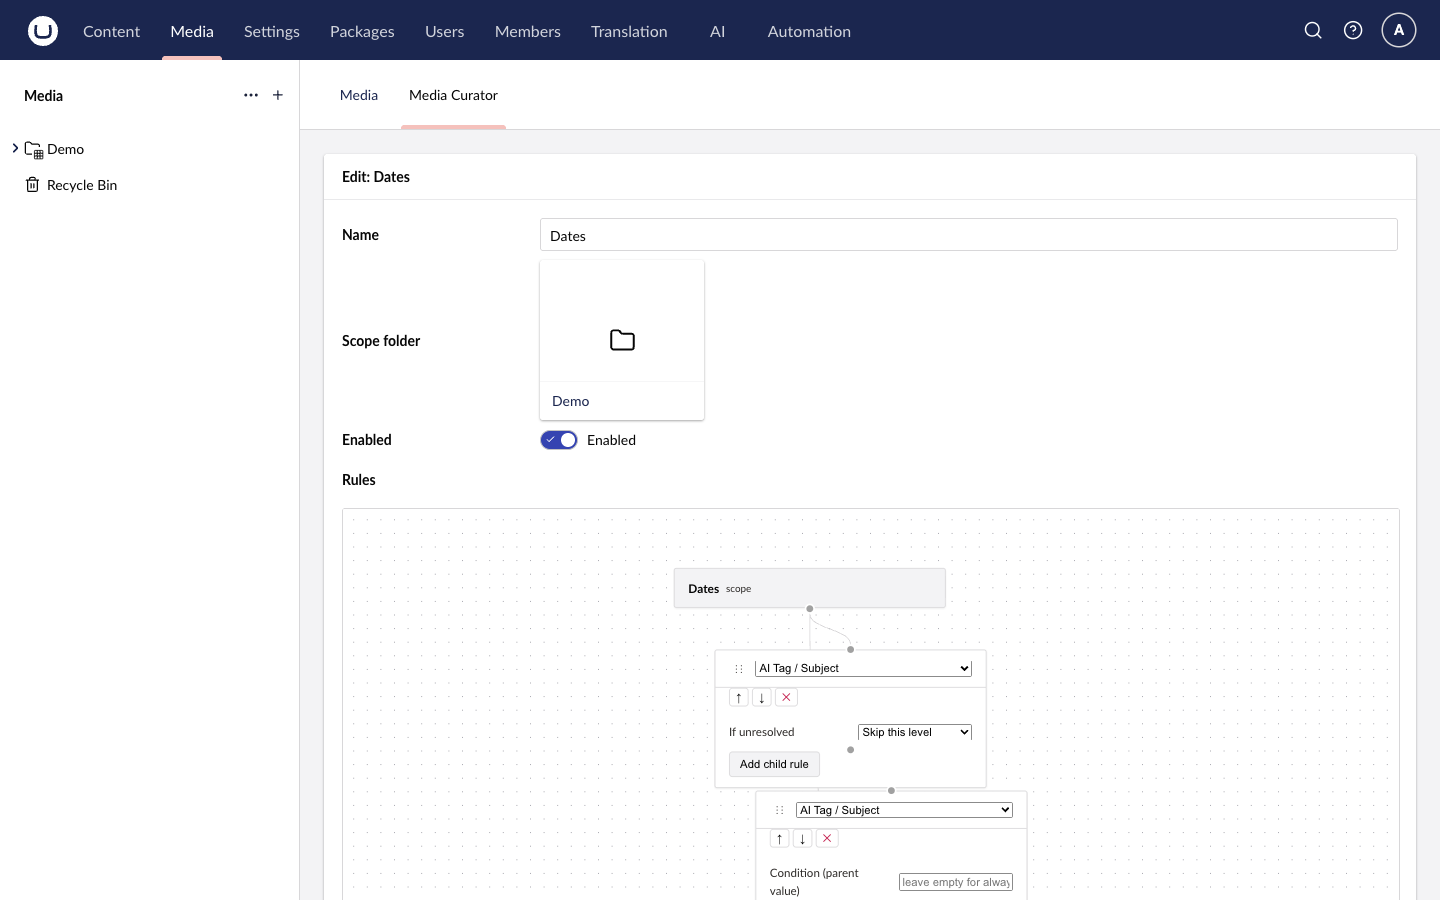 Content Media Settings Packages Users Members Translation AI Automation A
Media
Demo
Recycle Bin
Media Media Curator
Edit: Dates
Name Dates
Scope folder
Demo
Enabled Enabled
Rules
Dates scope
AI Tag / Subject
↑ ↓ ×
If unresolved Skip this level
Add child rule
AI Tag / Subject
↑ ↓ ×
Condition (parent value) leave empty for alway